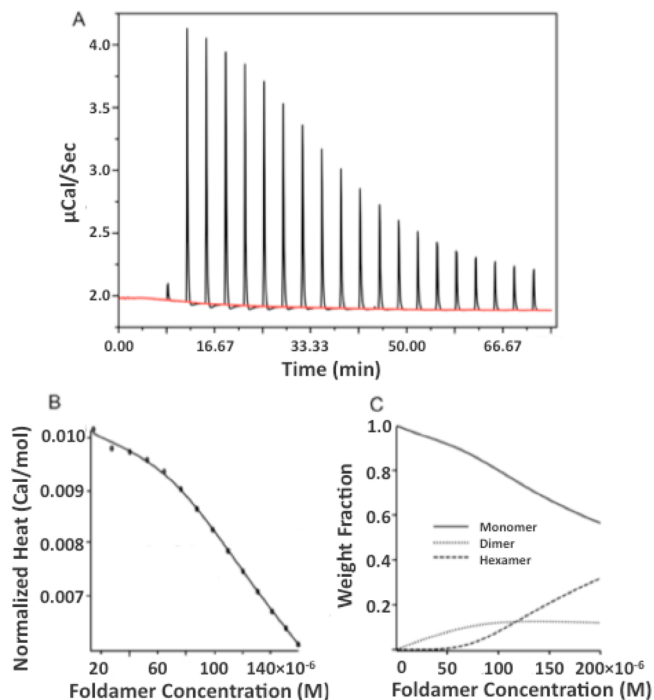 A
µCal/Sec
4.0
3.5
3.0
2.5
2.0
0.00 16.67 33.33 50.00 66.67
Time (min)
B
Normalized Heat (Cal/mol)
0.010
0.009
0.008
0.007
20 60 100 140×10-6
Foldamer Concentration (M)
C
Weight Fraction
1.0
0.8
0.6
0.4
0.2
Monomer
Dimer
Hexamer
0 50 100 150 200×10-6
Foldamer Concentration (M)